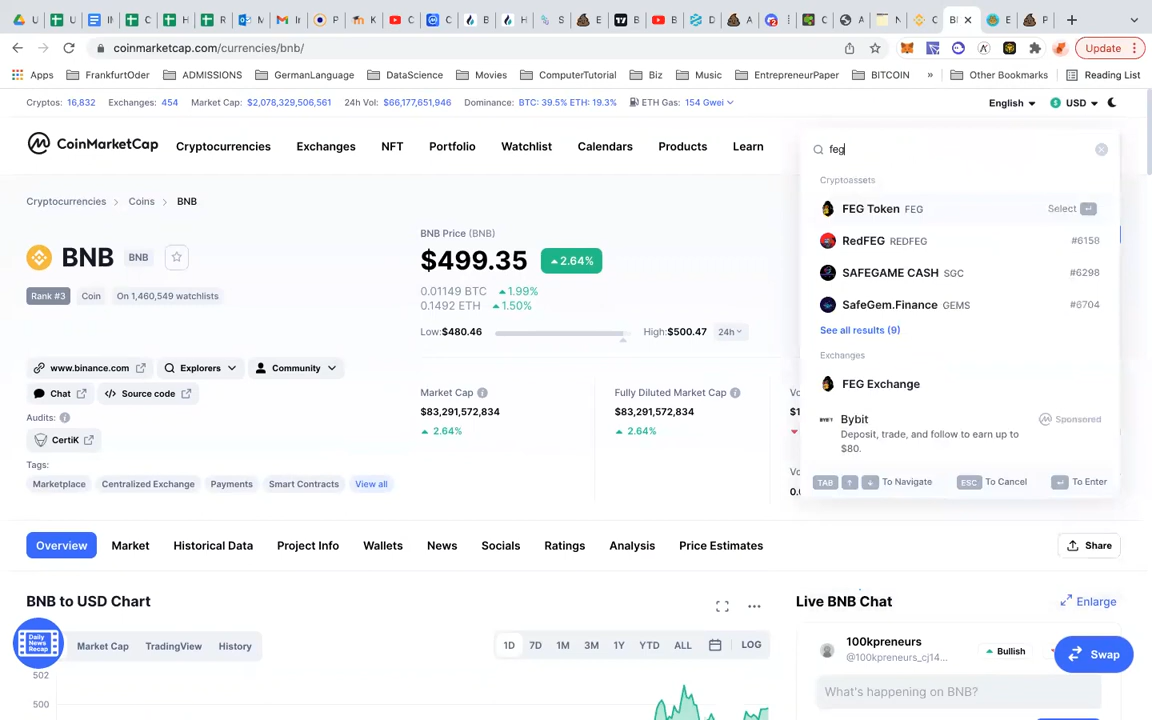 U
D
In
C
H
R
M
In
P
K
C
C
B
H
S
E
B
B
D
A
2
C
A
N
C
BI
E
P
coinmarketcap.com/currencies/bnb/
Update
Apps
FrankfurtOder
ADMISSIONS
GermanLanguage
DataScience
Movies
ComputerTutorial
Biz
Music
EntrepreneurPaper
BITCOIN
»
Other Bookmarks
Reading List
Cryptos: 16,832 Exchanges: 454 Market Cap: $2,078,329,506,561 24h Vol: $66,177,651,946 Dominance: BTC: 39.5% ETH: 19.3% ETH Gas: 154 Gwei
English
USD
CoinMarketCap
Cryptocurrencies
Exchanges
NFT
Portfolio
Watchlist
Calendars
Products
Learn
feg
Cryptoassets
FEG Token FEG Select
RedFEG REDFEG #6158
SAFEGAME CASH SGC #6298
SafeGem.Finance GEMS #6704
See all results (9)
Exchanges
FEG Exchange
BYBIT
Bybit
Sponsored
Deposit, trade, and follow to earn up to
$80.
TAB ↑ ↓ To Navigate ESC To Cancel To Enter
Cryptocurrencies > Coins > BNB
BNB BNB
Rank #3 Coin On 1,460,549 watchlists
www.binance.com Explorers Community
Chat Source code
Audits:
CertiK
Tags:
Marketplace Centralized Exchange Payments Smart Contracts View all
BNB Price (BNB)
$499.35 2.64%
0.01149 BTC 1.99%
0.1492 ETH 1.50%
Low:$480.46 High:$500.47 24h
Market Cap
$83,291,572,834
2.64%
Fully Diluted Market Cap
$83,291,572,834
2.64%
Overview
Market
Historical Data
Project Info
Wallets
News
Socials
Ratings
Analysis
Price Estimates
Share
BNB to USD Chart
Daily
News
Recap
Market Cap
TradingView
History
1D 7D 1M 3M 1Y YTD ALL LOG
502
500
Live BNB Chat
Enlarge
100kpreneurs
@100kpreneurs_cj14...
Bullish
Swap
What's happening on BNB?